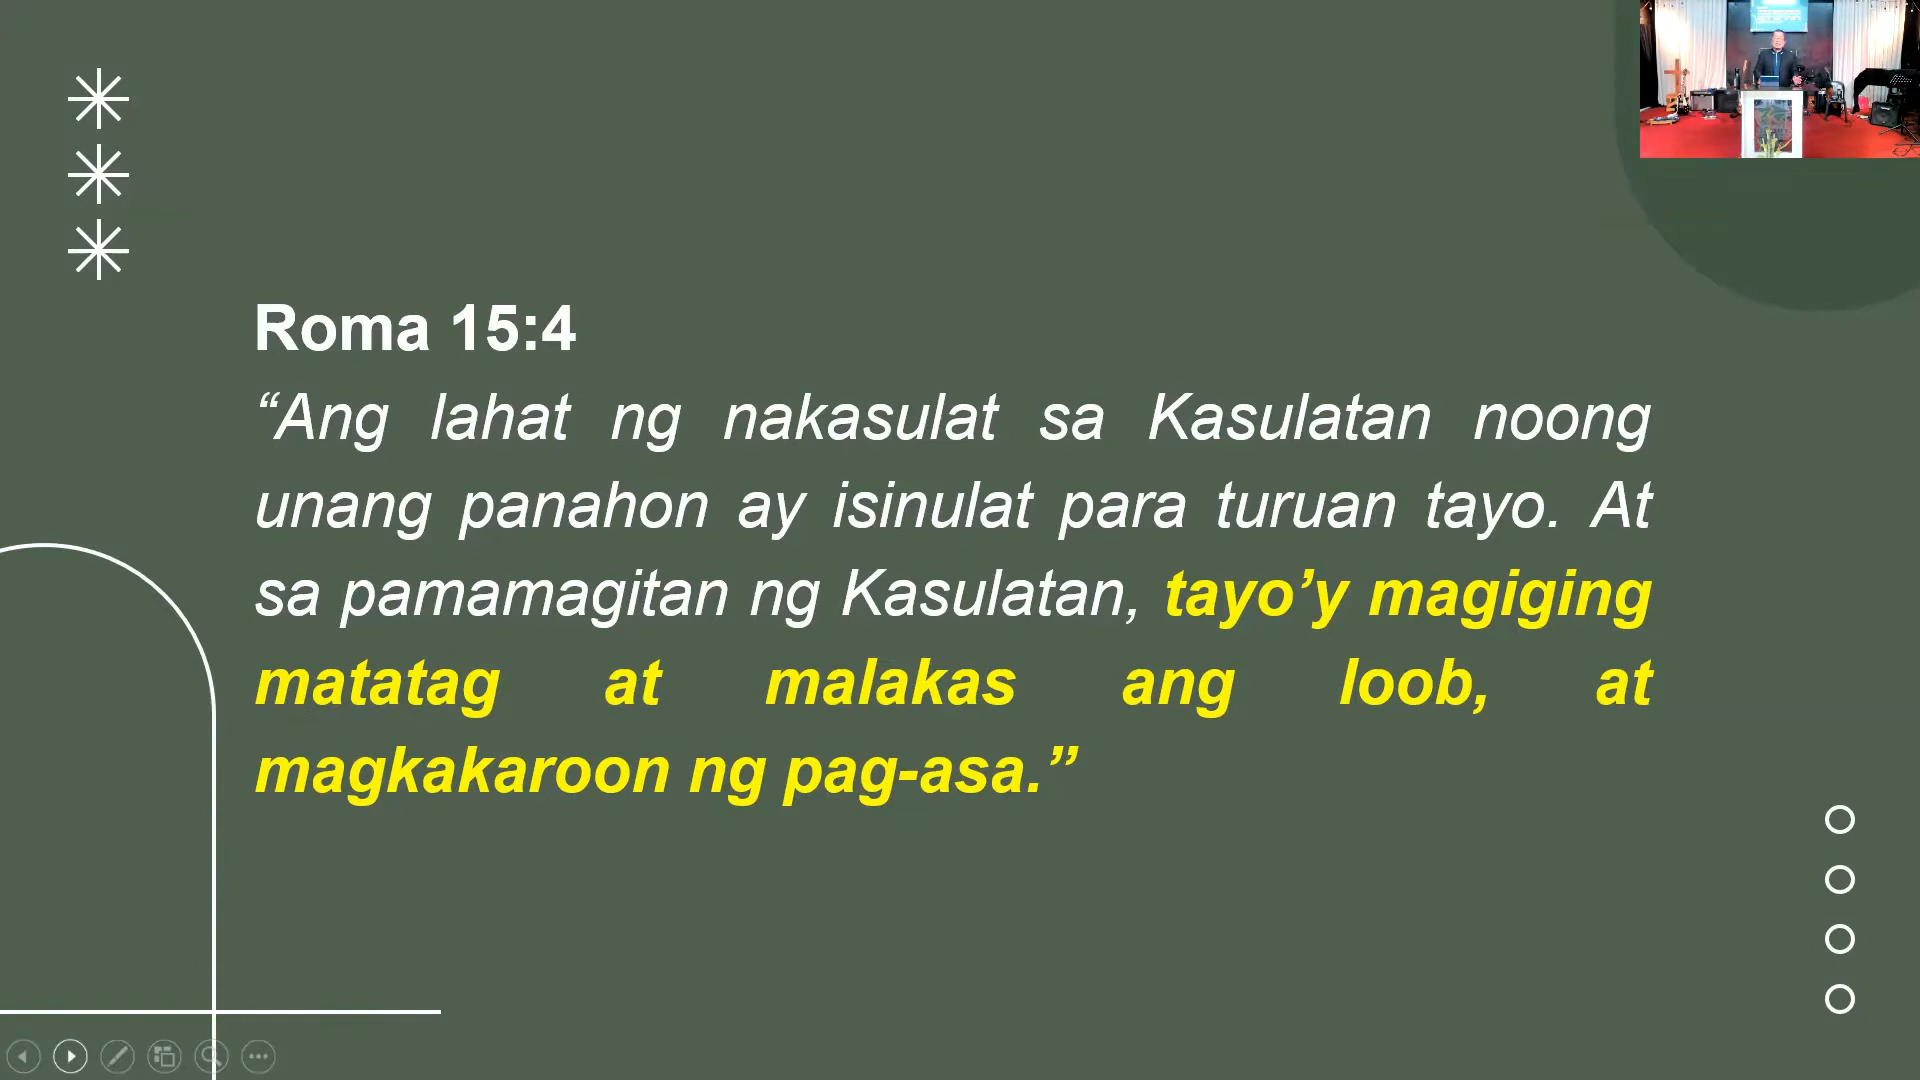 Roma 15:4
“Ang lahat ng nakasulat sa Kasulatan noong
unang panahon ay isinulat para turuan tayo. At
sa pamamagitan ng Kasulatan, tayo’y magiging
matatag at malakas ang loob, at
magkakaroon ng pag-asa.”